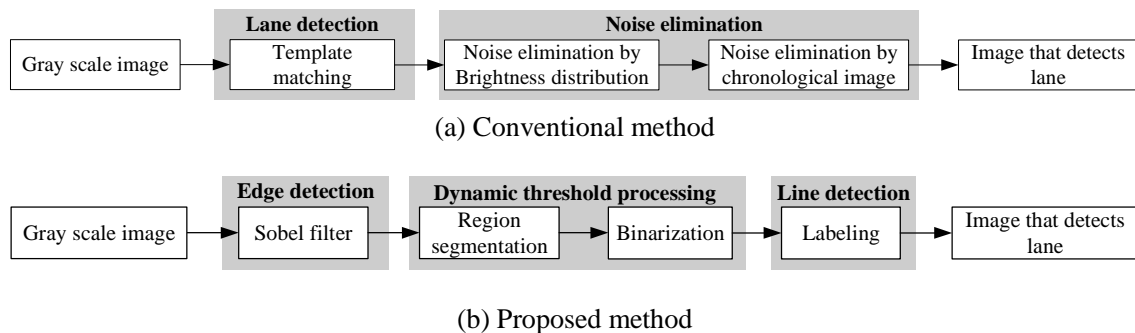 Lane detection
Noise elimination
Gray scale image
Template
matching
Noise elimination by
Brightness distribution
Noise elimination by
chronological image
Image that detects
lane
(a) Conventional method
Edge detection
Dynamic threshold processing
Line detection
Gray scale image
Sobel filter
Region
segmentation
Binarization
Labeling
Image that detects
lane
(b) Proposed method